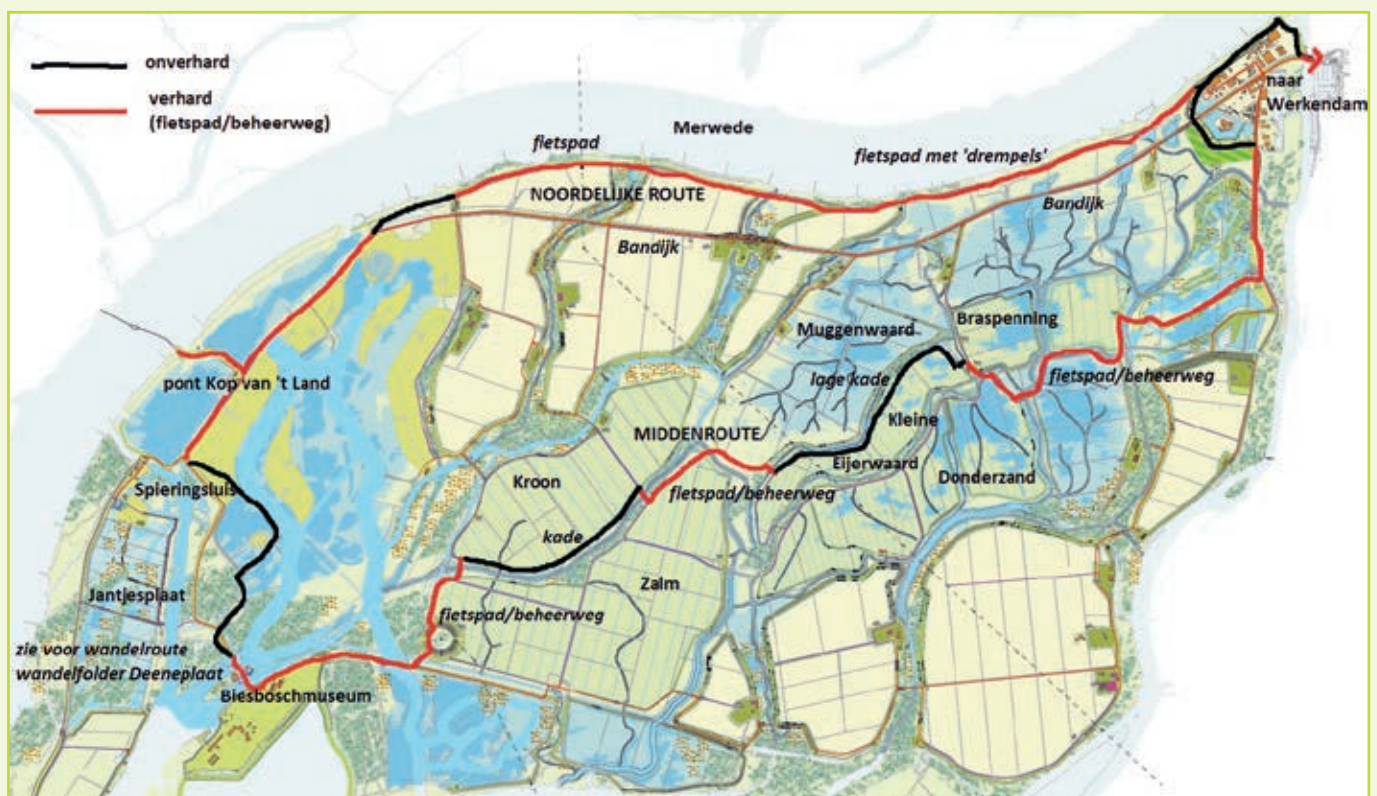 onverhard
verhard
(fietspad/beheerweg)
naar
Werkendam
Merwede
fietspad
fietspad met 'drempels'
NOORDELIJKE ROUTE
Bandijk
Bandijk
Muggenwaard
Braspenning
pont Kop van 't Land
lage kade
fietspad/beheerweg
Kleine
MIDDENROUTE
Eijerwaard
Spieringsluis
Kroon
Donderzand
fietspad/beheerweg
kade
Zalm
Jantjesplaat
fietspad/beheerweg
zie voor wandelroute
wandelfolder Deeneplaat
Biesboschmuseum